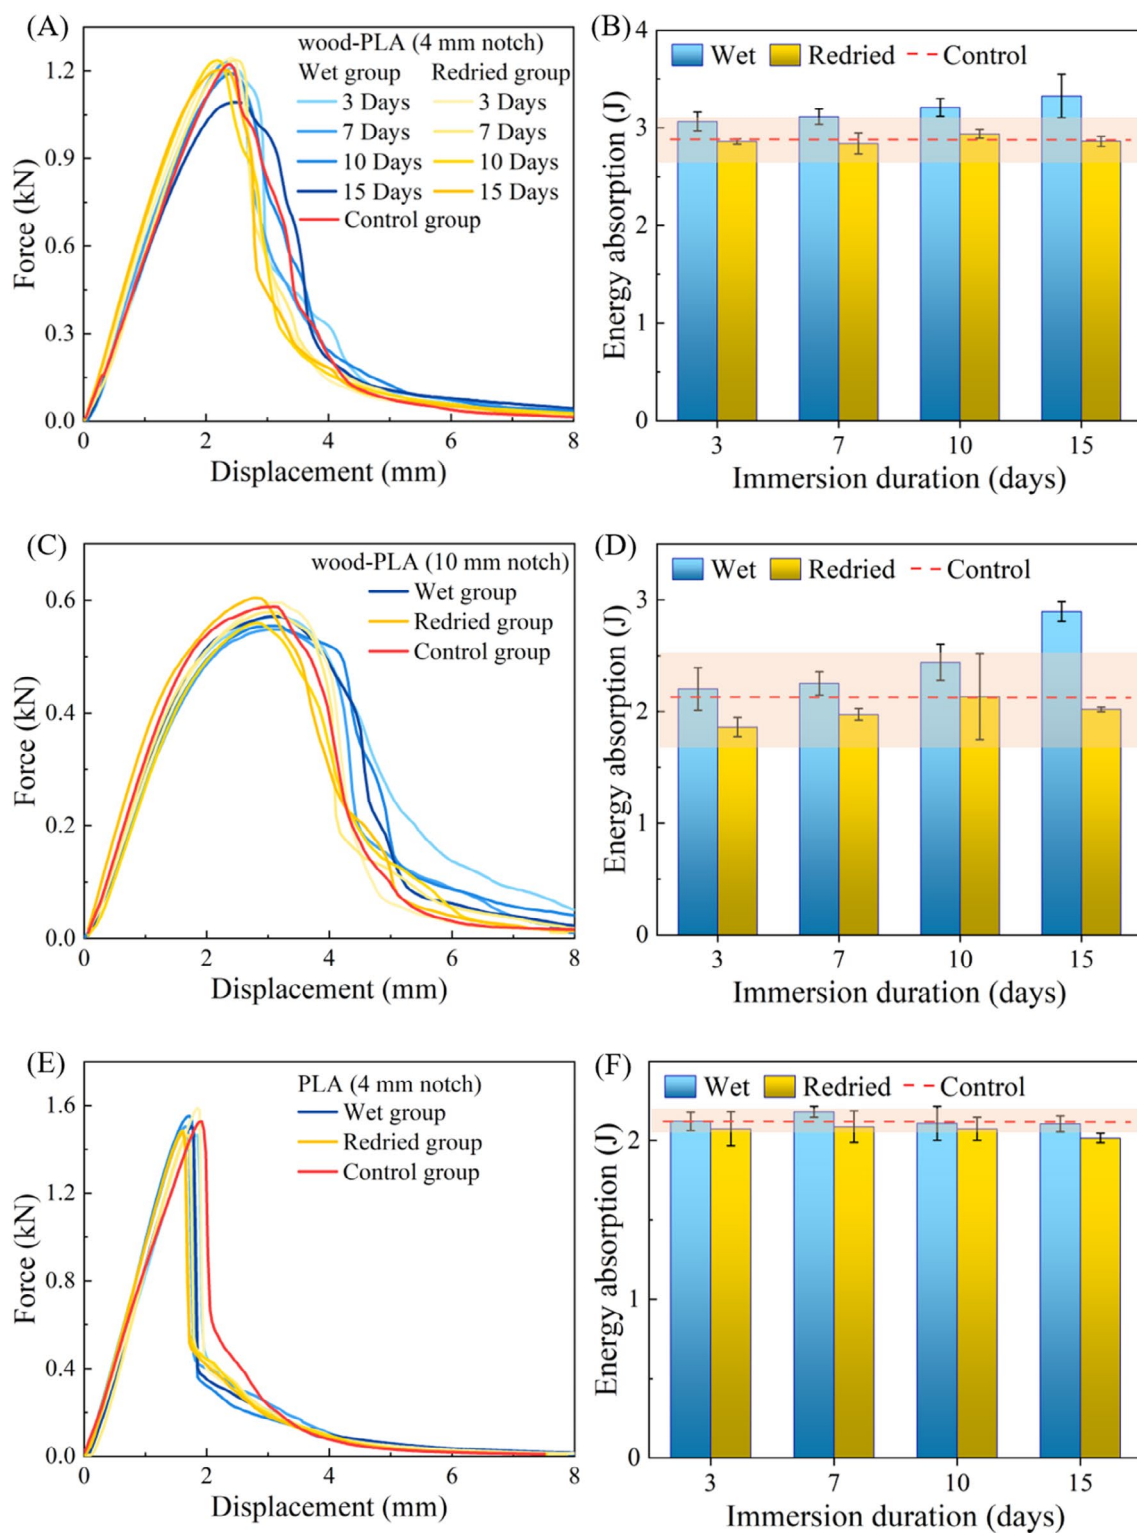 (A)
wood-PLA (4 mm notch)
Wet group Redried group
3 Days 3 Days
7 Days 7 Days
10 Days 10 Days
15 Days 15 Days
Control group
Force (kN)
1.2
0.9
0.6
0.3
0.0
0 2 4 6 8
Displacement (mm)
(B)
Wet Redried Control
Energy absorption (J)
4
3
2
1
0
3 7 10 15
Immersion duration (days)
(C)
wood-PLA (10 mm notch)
Wet group
Redried group
Control group
Force (kN)
0.6
0.4
0.2
0.0
0 2 4 6 8
Displacement (mm)
(D)
Wet Redried Control
Energy absorption (J)
3
2
1
0
3 7 10 15
Immersion duration (days)
(E)
PLA (4 mm notch)
Wet group
Redried group
Control group
Force (kN)
1.6
1.2
0.8
0.4
0.0
0 2 4 6 8
Displacement (mm)
(F)
Wet Redried Control
Energy absorption (J)
2
1
0
3 7 10 15
Immersion duration (days)